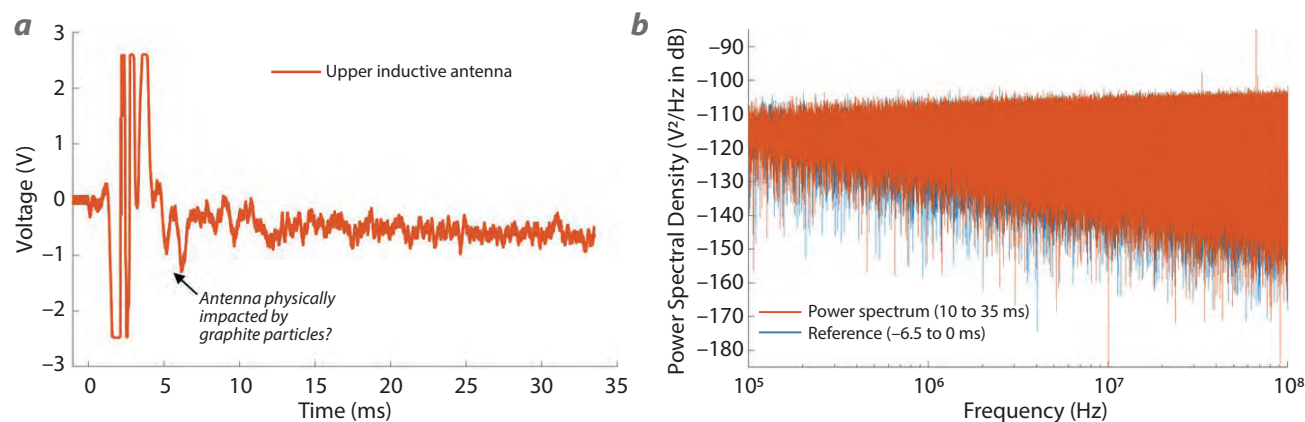 a
Voltage (V)
3
2
1
0
−1
−2
−3
Upper inductive antenna
Antenna physically
impacted by
graphite particles?
0
5
10
15
20
25
30
35
Time (ms)
b
Power Spectral Density (V²/Hz in dB)
−90
−100
−110
−120
−130
−140
−150
−160
−170
−180
Power spectrum (10 to 35 ms)
Reference (−6.5 to 0 ms)
10⁵
10⁶
10⁷
10⁸
Frequency (Hz)